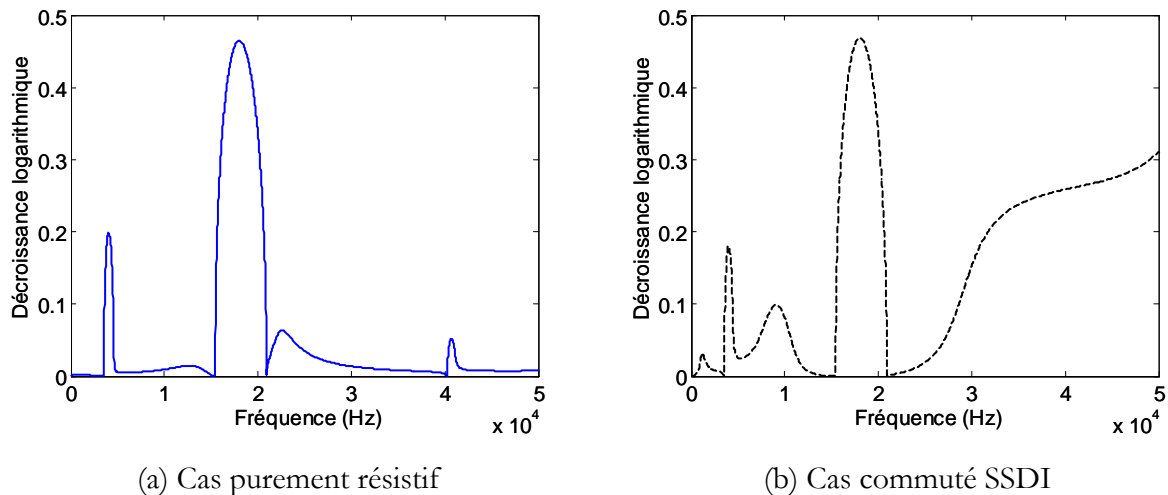 0.5
0.4
0.3
0.2
0.1
0
Décroissance logarithmique
0 1 2 3 4 5
Fréquence (Hz)
x 10^4
(a) Cas purement résistif
0.5
0.4
0.3
0.2
0.1
0
Décroissance logarithmique
0 1 2 3 4 5
Fréquence (Hz)
x 10^4
(b) Cas commuté SSDI